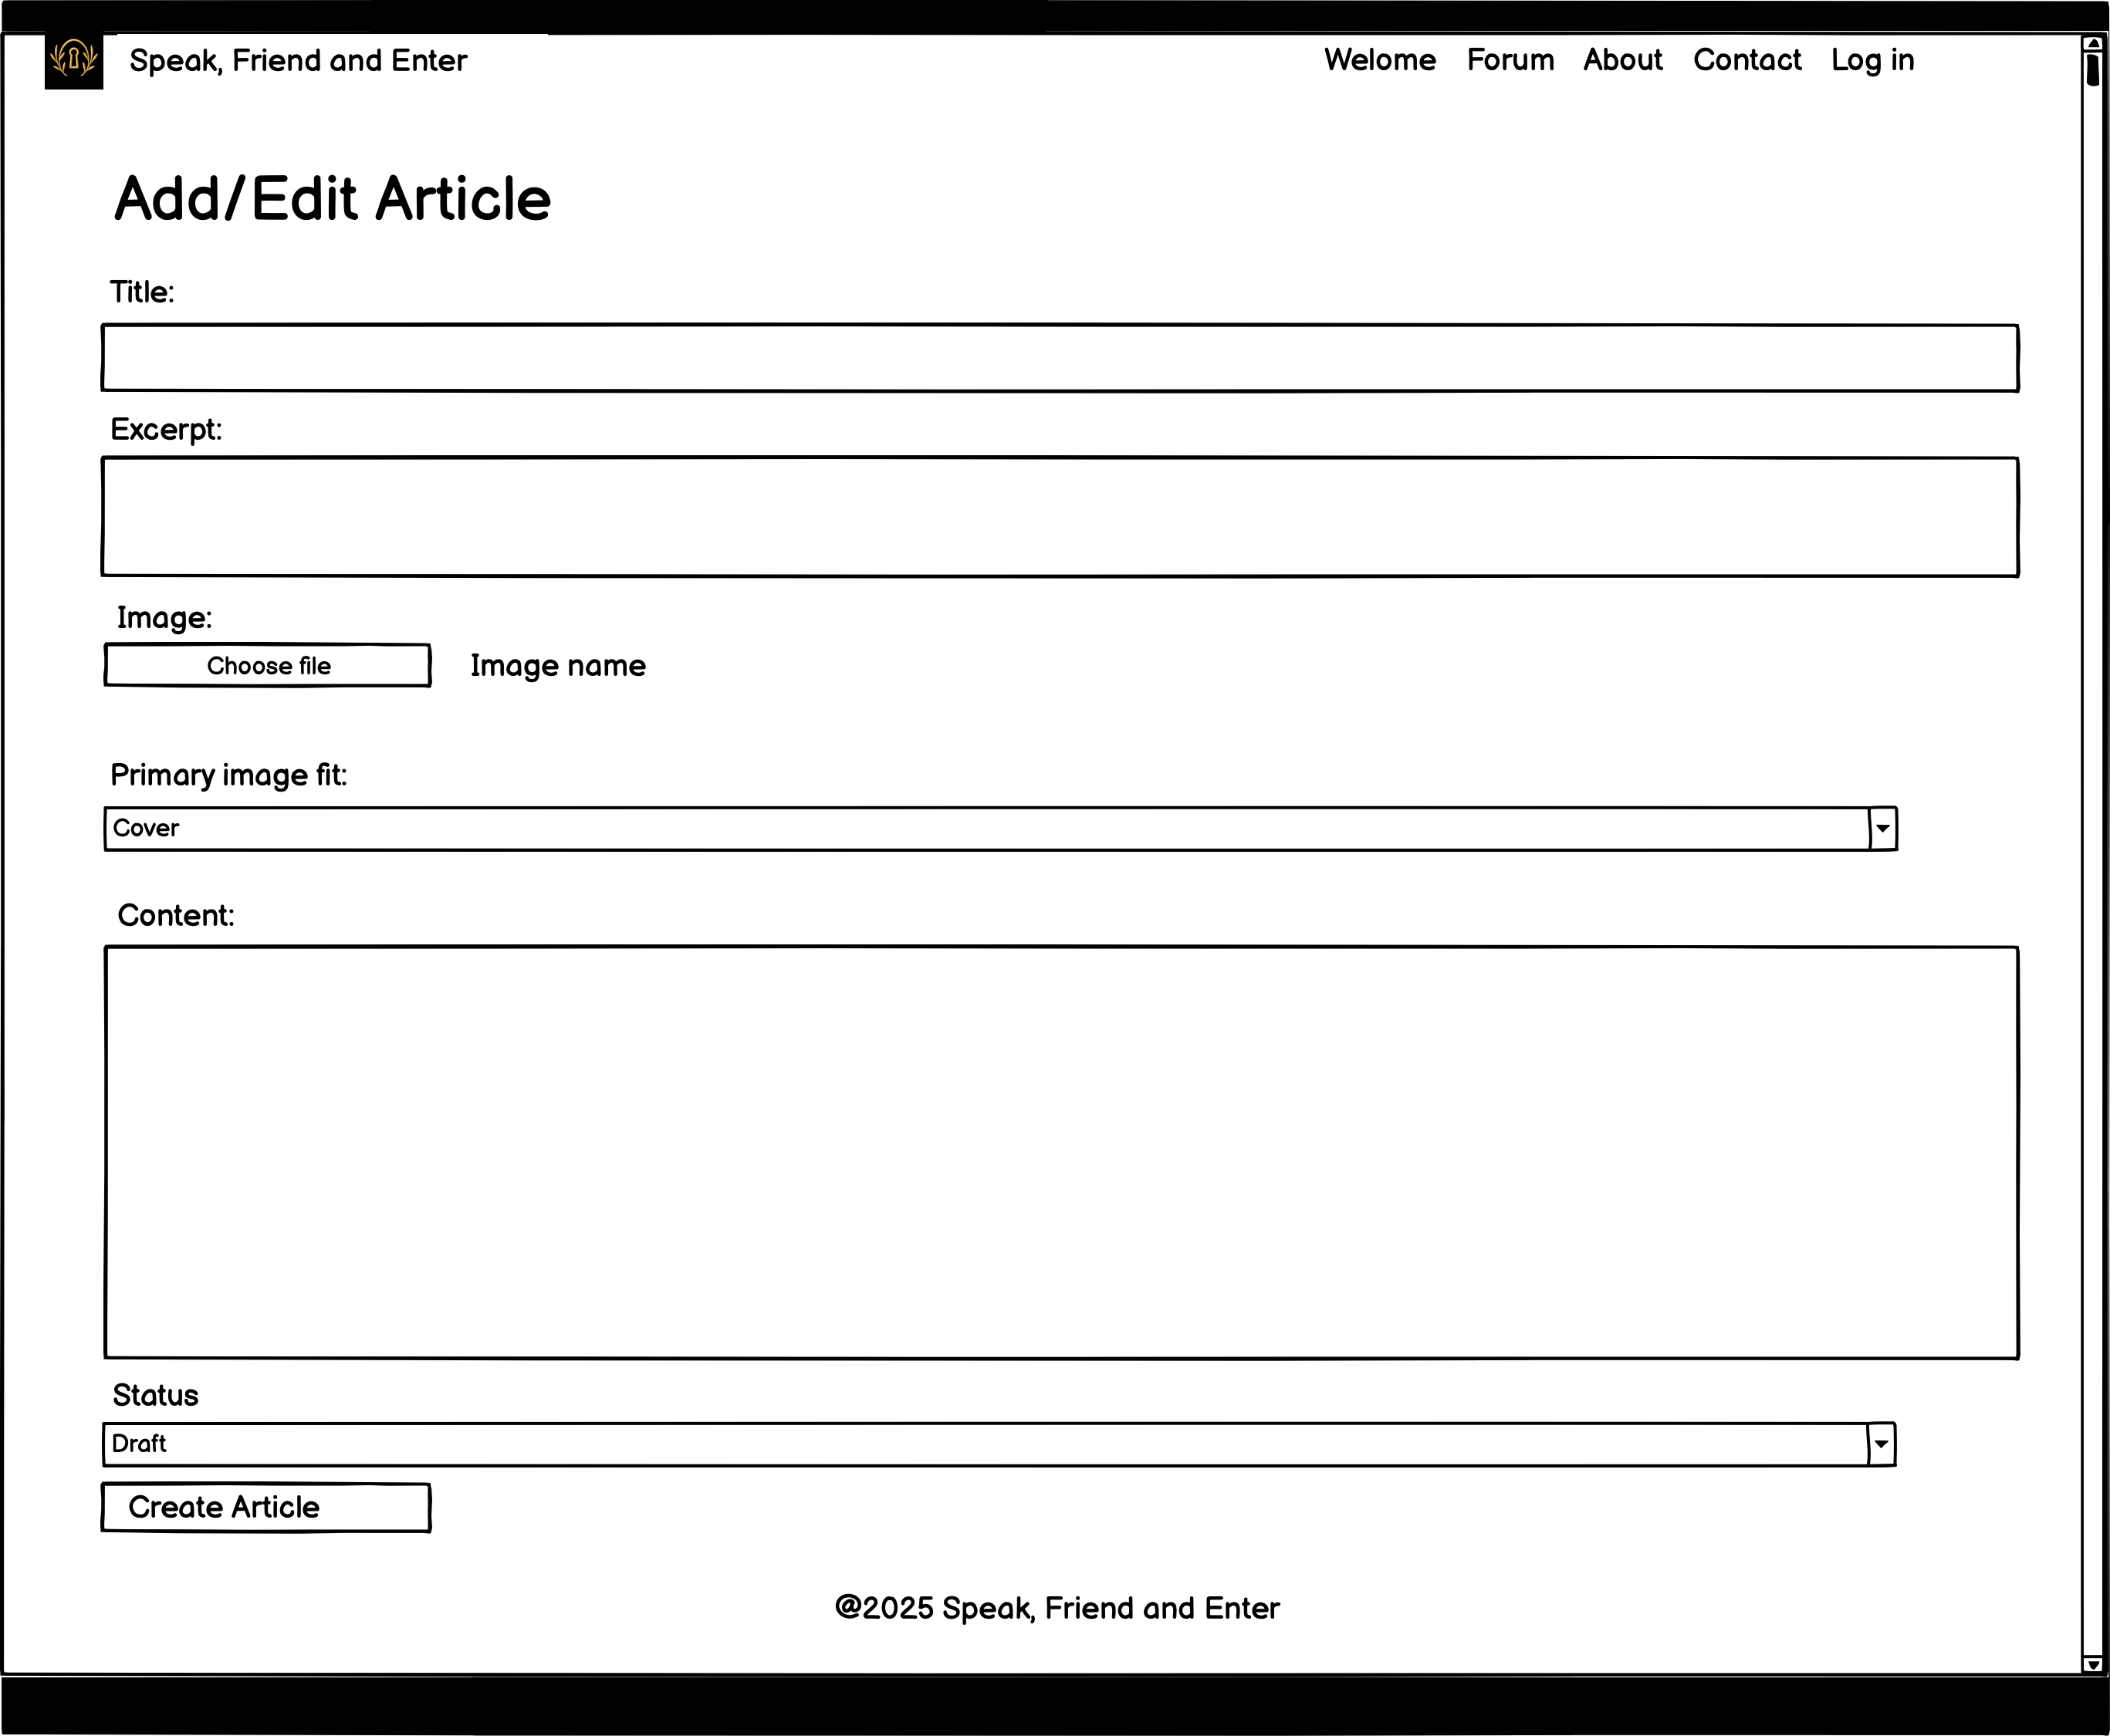 Speak, Friend and Enter
Welome Forum About Contact Log in
Add/Edit Article
Title:
Excerpt:
Image:
Choose file Image name
Primary image fit:
Cover
Content:
Status
Draft
Create Article
@2025 Speak, Friend and Enter